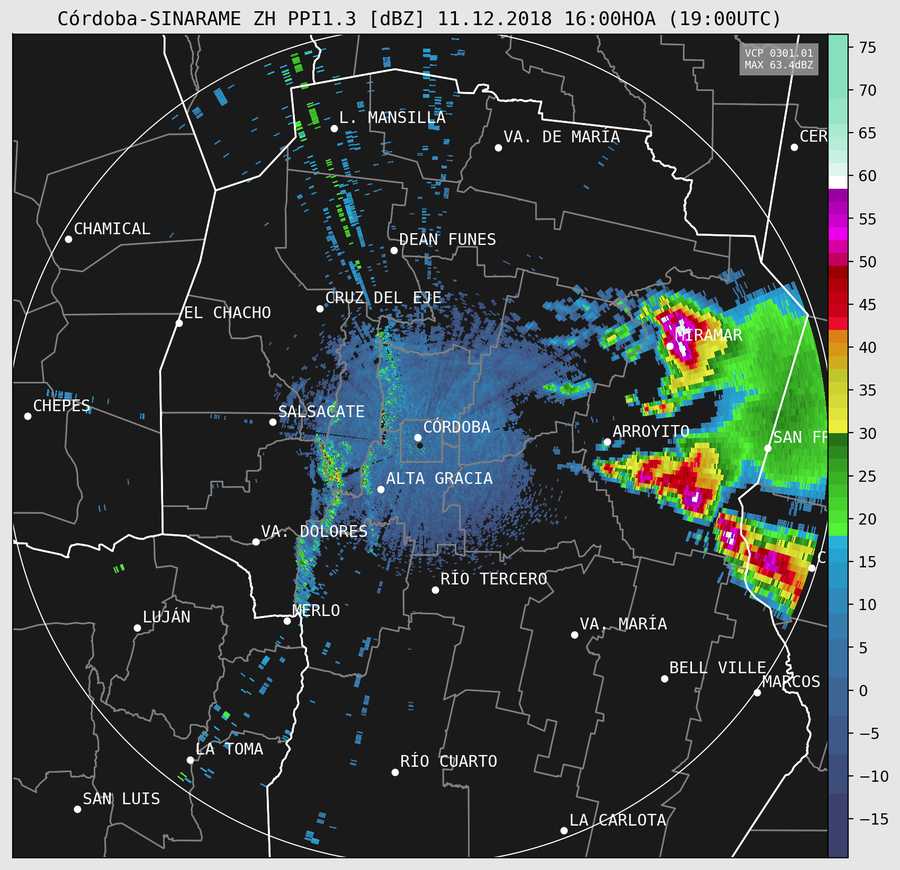 Córdoba-SINARAME ZH PPI1.3 [dBZ] 11.12.2018 16:00HOA (19:00UTC)
VCP 0301.01
MAX 63.4dBZ
75
70
65
60
55
50
45
40
35
30
25
20
15
10
5
0
−5
−10
−15
L. MANSILLA
VA. DE MARÍA
CER
CHAMICAL
DEAN FUNES
CRUZ DEL EJE
EL CHACHO
MIRAMAR
CHEPES
SALSACATE
CÓRDOBA
ARROYITO
SAN FR
ALTA GRACIA
VA. DOLORES
C
RÍO TERCERO
MERLO
LUJÁN
VA. MARÍA
BELL VILLE
MARCOS
LA TOMA
RÍO CUARTO
SAN LUIS
LA CARLOTA